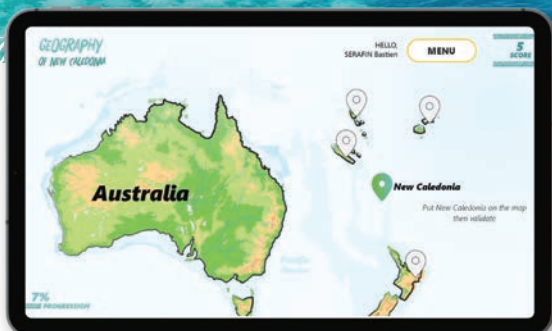 GEOGRAPHY
OF NEW CALEDONIA
HELLO,
SERAFIN Bastien
MENU
5
SCORE
Australia
New Caledonia
Put New Caledonia on the map
then validate
7%
PROGRESSION